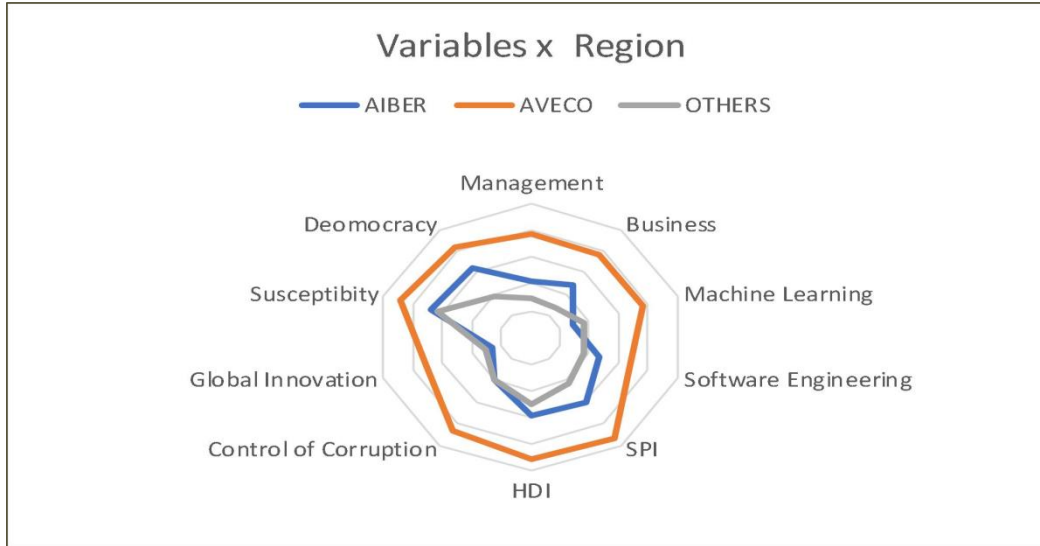 Variables x Region
AIBER AVECO OTHERS
Management
Deomocracy Business
Susceptibity Machine Learning
Global Innovation Software Engineering
Control of Corruption SPI
HDI